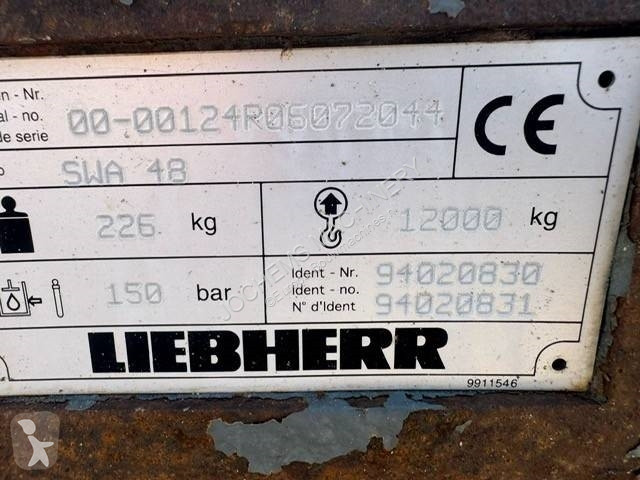 n - Nr.
al - no. 00-00124R06072044
de serie
SWA 48
CE
226 kg
12000 kg
150 bar
Ident - Nr. 94020830
Ident - no.
N° d'Ident 94020831
LIEBHERR
9911546